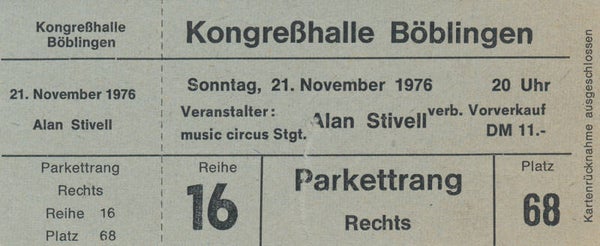 Kongreßhalle
Böblingen
21. November 1976
Alan Stivell
Parkettrang
Rechts
Reihe 16
Platz 68
Kongreßhalle Böblingen
Sonntag, 21. November 1976 20 Uhr
Veranstalter:
music circus Stgt.
Alan Stivell
verb. Vorverkauf
DM 11.-
Reihe
16
Parkettrang
Rechts
Platz
68
Kartenrücknahme ausgeschlossen